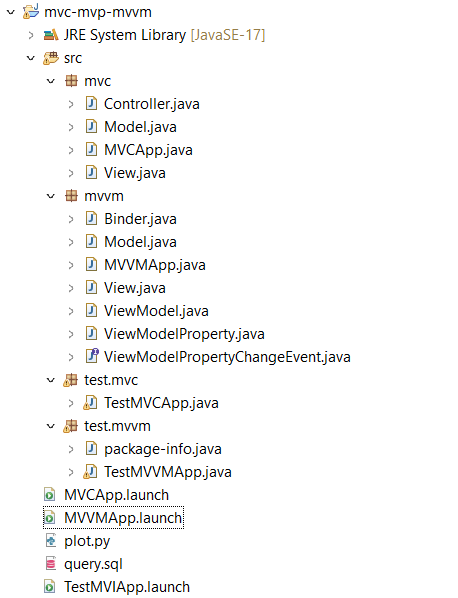 mvc-mvp-mvvm
JRE System Library [JavaSE-17]
src
mvc
Controller.java
Model.java
MVCApp.java
View.java
mvvm
Binder.java
Model.java
MVVMApp.java
View.java
ViewModel.java
ViewModelProperty.java
ViewModelPropertyChangeEvent.java
test.mvc
TestMVCApp.java
test.mvvm
package-info.java
TestMVVMApp.java
MVCApp.launch
MVVMApp.launch
plot.py
query.sql
TestMVIApp.launch